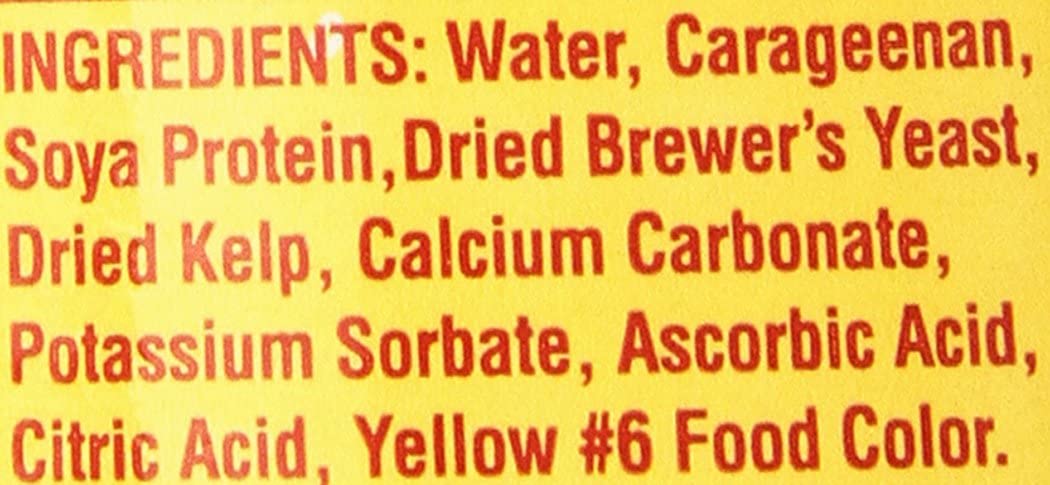 INGREDIENTS: Water, Carageenan,
Soya Protein,Dried Brewer's Yeast,
Dried Kelp, Calcium Carbonate,
Potassium Sorbate, Ascorbic Acid,
Citric Acid, Yellow #6 Food Color.